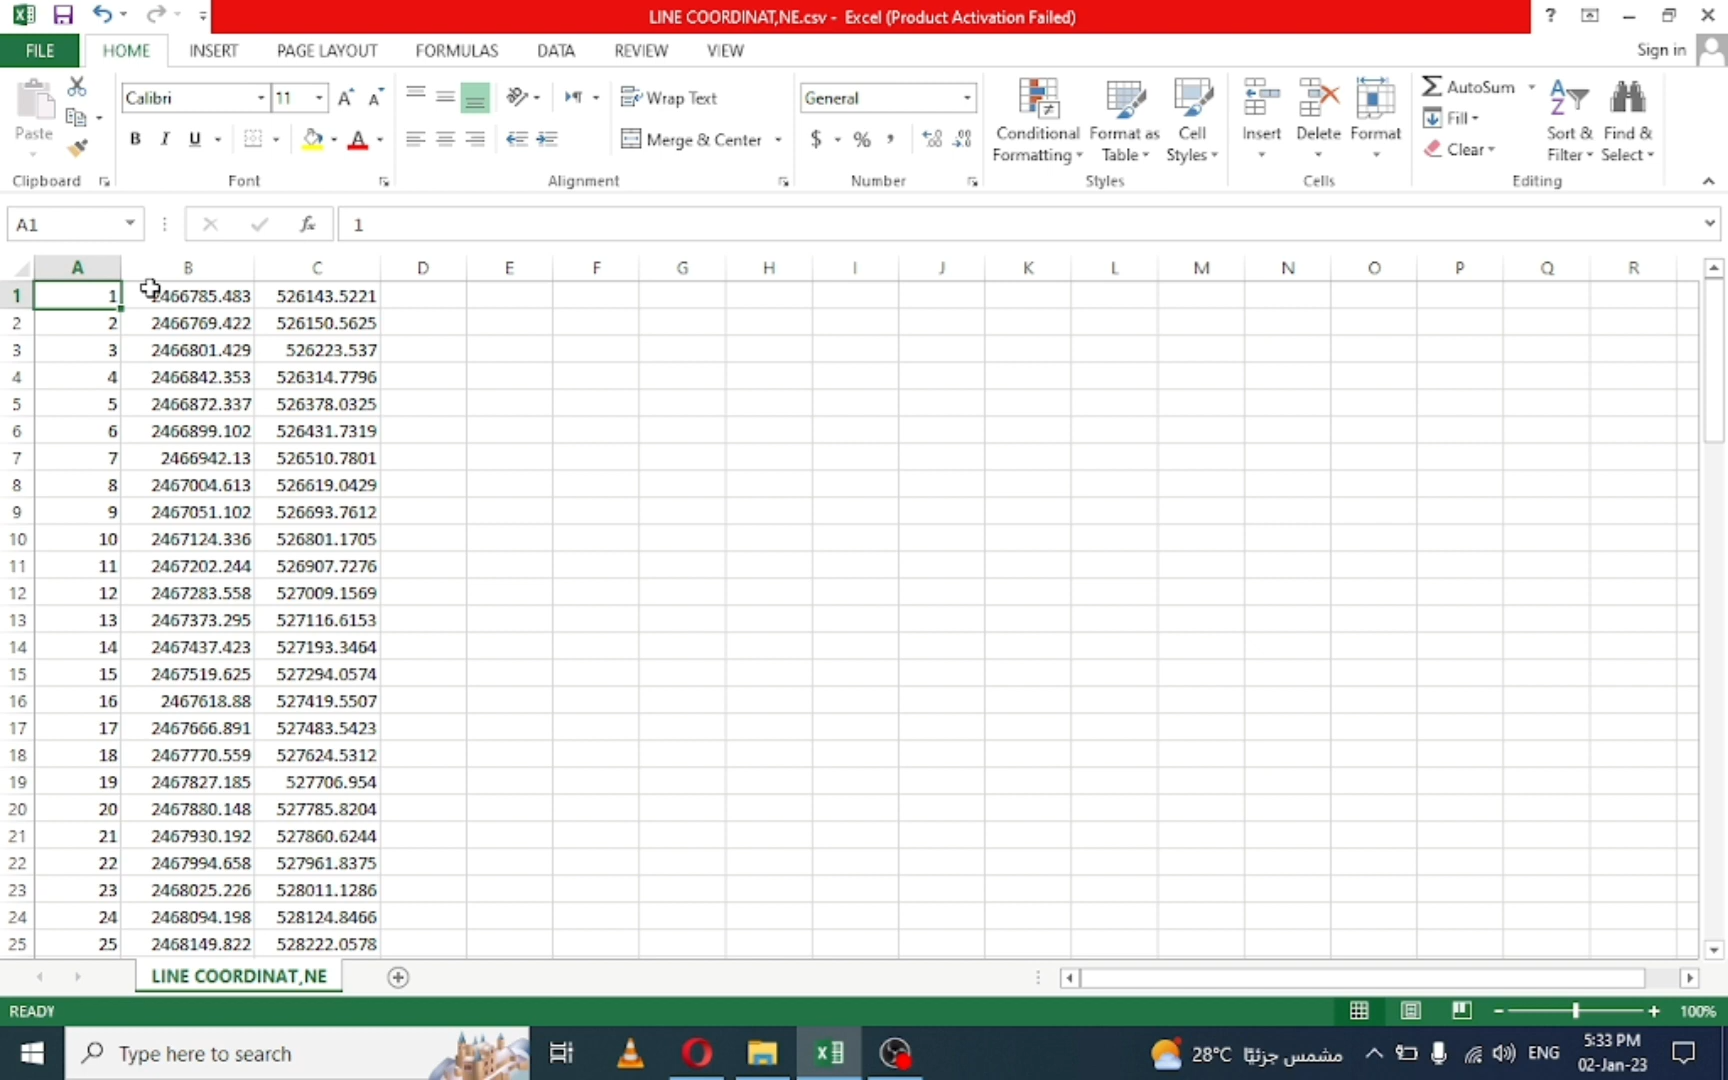 LINE COORDINAT,NE.csv - Excel (Product Activation Failed)
FILE HOME INSERT PAGE LAYOUT FORMULAS DATA REVIEW VIEW Sign in
Calibri 11 Wrap Text General AutoSum
Paste Merge & Center $ % , Conditional Formatting Format as Table Cell Styles Insert Delete Format Fill Clear Sort & Filter Find & Select
Clipboard Font Alignment Number Styles Cells Editing
A1 fx 1
A B C D E F G H I J K L M N O P Q R
1 1 2466785.483 526143.5221
2 2 2466769.422 526150.5625
3 3 2466801.429 526223.537
4 4 2466842.353 526314.7796
5 5 2466872.337 526378.0325
6 6 2466899.102 526431.7319
7 7 2466942.13 526510.7801
8 8 2467004.613 526619.0429
9 9 2467051.102 526693.7612
10 10 2467124.336 526801.1705
11 11 2467202.244 526907.7276
12 12 2467283.558 527009.1569
13 13 2467373.295 527116.6153
14 14 2467437.423 527193.3464
15 15 2467519.625 527294.0574
16 16 2467618.88 527419.5507
17 17 2467666.891 527483.5423
18 18 2467770.559 527624.5312
19 19 2467827.185 527706.954
20 20 2467880.148 527785.8204
21 21 2467930.192 527860.6244
22 22 2467994.658 527961.8375
23 23 2468025.226 528011.1286
24 24 2468094.198 528124.8466
25 25 2468149.822 528222.0578
LINE COORDINAT,NE
READY 100%
Type here to search 28°C مشمس جزئيًا ENG 5:33 PM
02-Jan-23